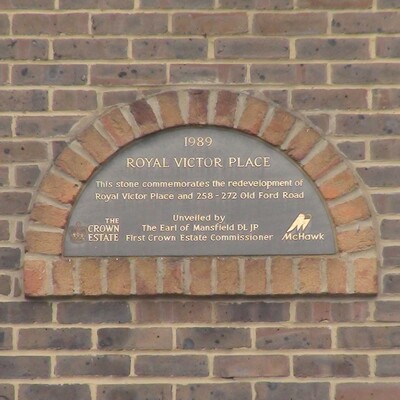 1989
ROYAL VICTOR PLACE
This stone commemorates the redevelopment of
Royal Victor Place and 258 - 272 Old Ford Road
Unveiled by
The Earl of Mansfield DL JP
First Crown Estate Commissioner
THE
CROWN
ESTATE
McHawk